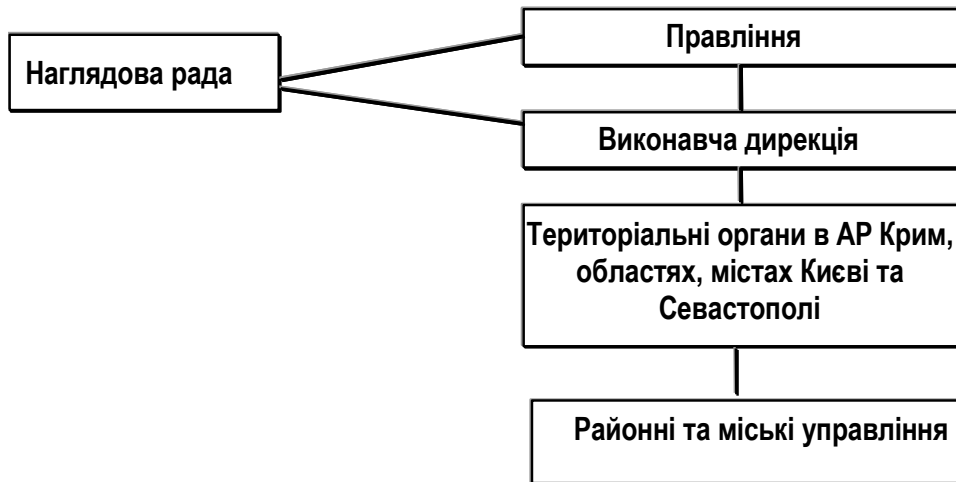 Наглядова рада
Правління
Виконавча дирекція
Територіальні органи в АР Крим,
областях, містах Києві та
Севастополі
Районні та міські управління